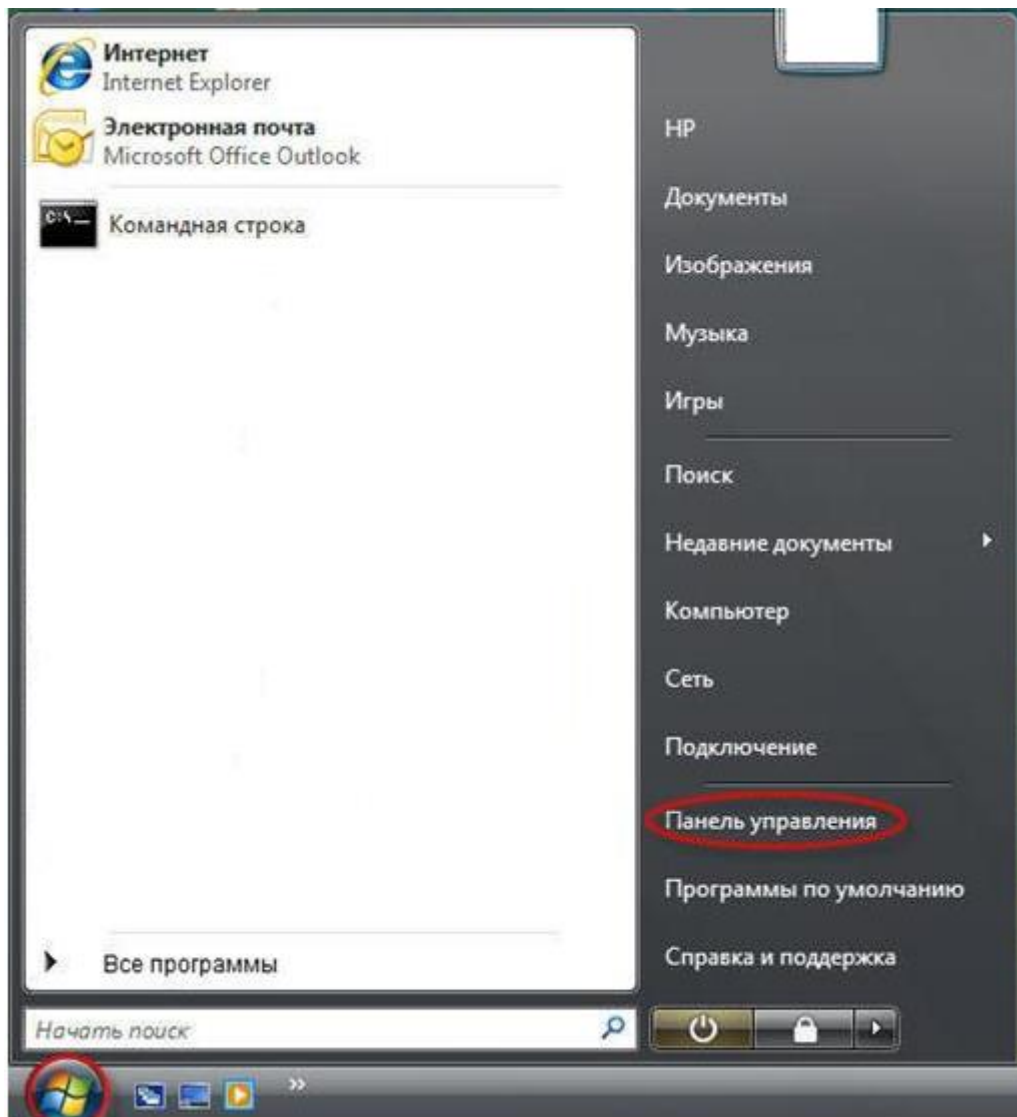 Интернет
Internet Explorer
Электронная почта
Microsoft Office Outlook
C:\_
Командная строка
Все программы
Начать поиск
HP
Документы
Изображения
Музыка
Игры
Поиск
Недавние документы
Компьютер
Сеть
Подключение
Панель управления
Программы по умолчанию
Справка и поддержка
»